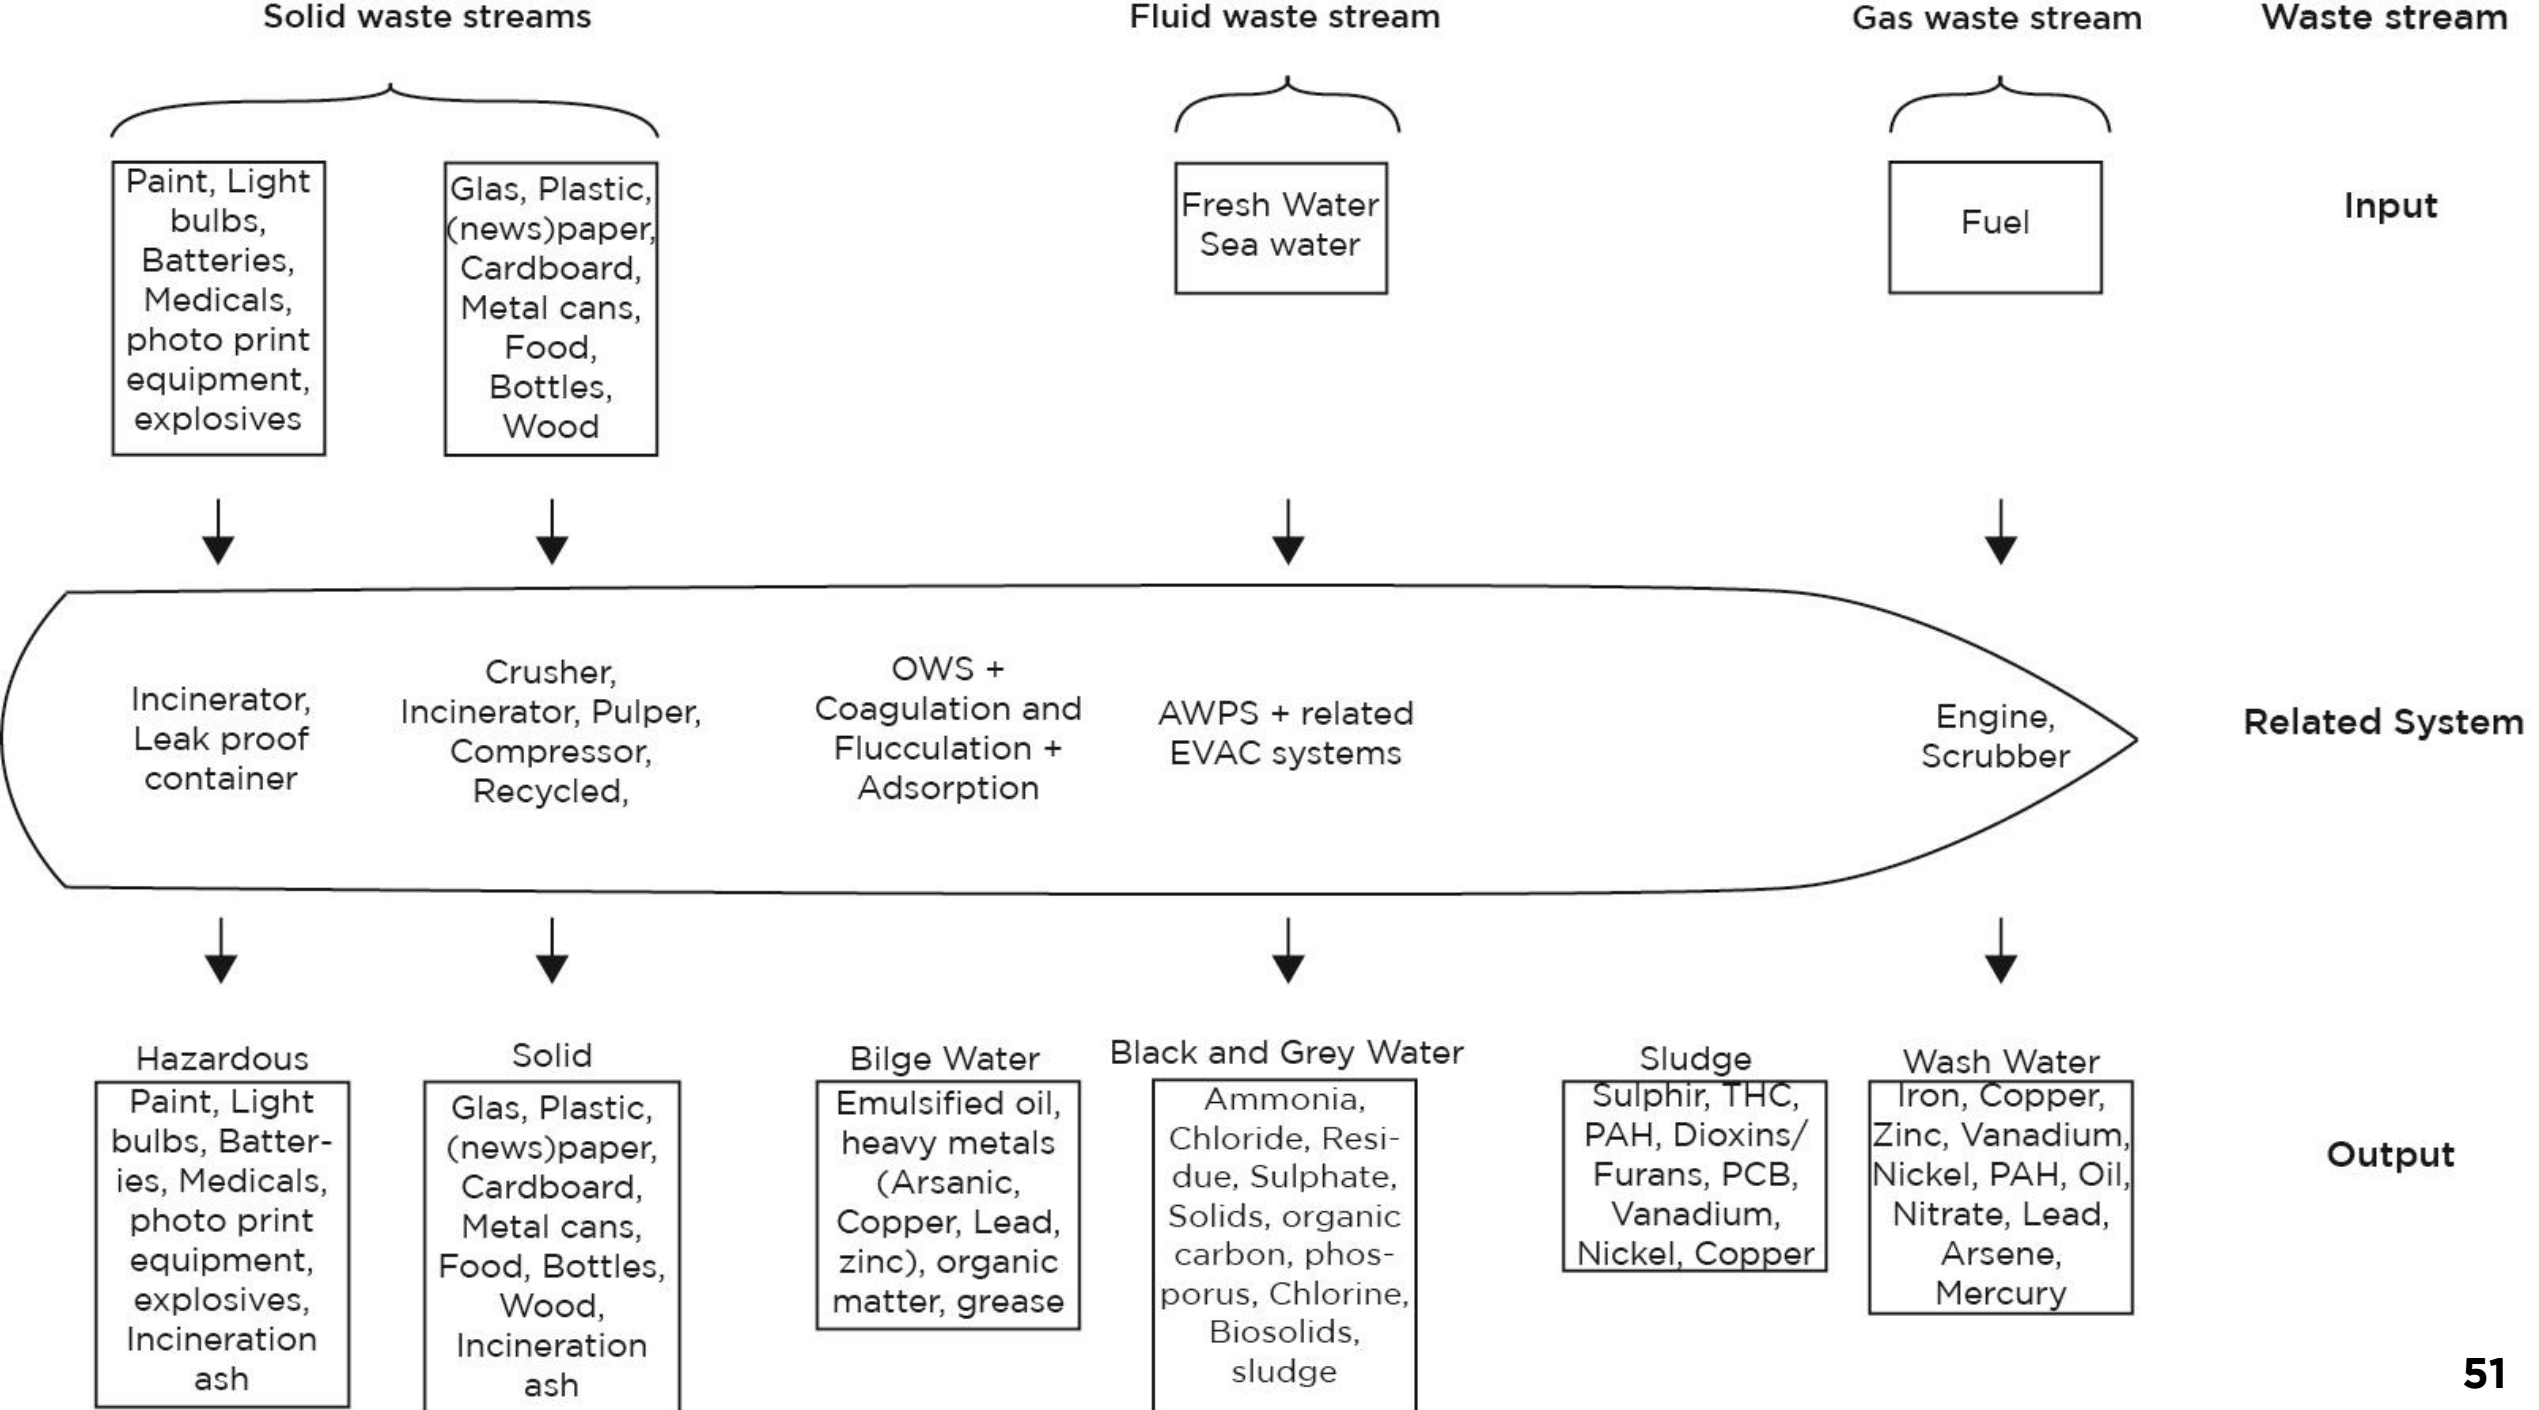 Solid waste streams
Fluid waste stream
Gas waste stream
Waste stream
Paint, Light
bulbs,
Batteries,
Medicals,
photo print
equipment,
explosives
Glas, Plastic,
(news)paper,
Cardboard,
Metal cans,
Food,
Bottles,
Wood
Fresh Water
Sea water
Fuel
Input
Incinerator,
Leak proof
container
Crusher,
Incinerator, Pulper,
Compressor,
Recycled,
OWS +
Coagulation and
Flucculation +
Adsorption
AWPS + related
EVAC systems
Engine,
Scrubber
Related System
Hazardous
Paint, Light
bulbs, Batter-
ies, Medicals,
photo print
equipment,
explosives,
Incineration
ash
Solid
Glas, Plastic,
(news)paper,
Cardboard,
Metal cans,
Food, Bottles,
Wood,
Incineration
ash
Bilge Water
Emulsified oil,
heavy metals
(Arsanic,
Copper, Lead,
zinc), organic
matter, grease
Black and Grey Water
Ammonia,
Chloride, Resi-
due, Sulphate,
Solids, organic
carbon, phos-
porus, Chlorine,
Biosolids,
sludge
Sludge
Sulphir, THC,
PAH, Dioxins/
Furans, PCB,
Vanadium,
Nickel, Copper
Wash Water
Iron, Copper,
Zinc, Vanadium,
Nickel, PAH, Oil,
Nitrate, Lead,
Arsene,
Mercury
Output
51